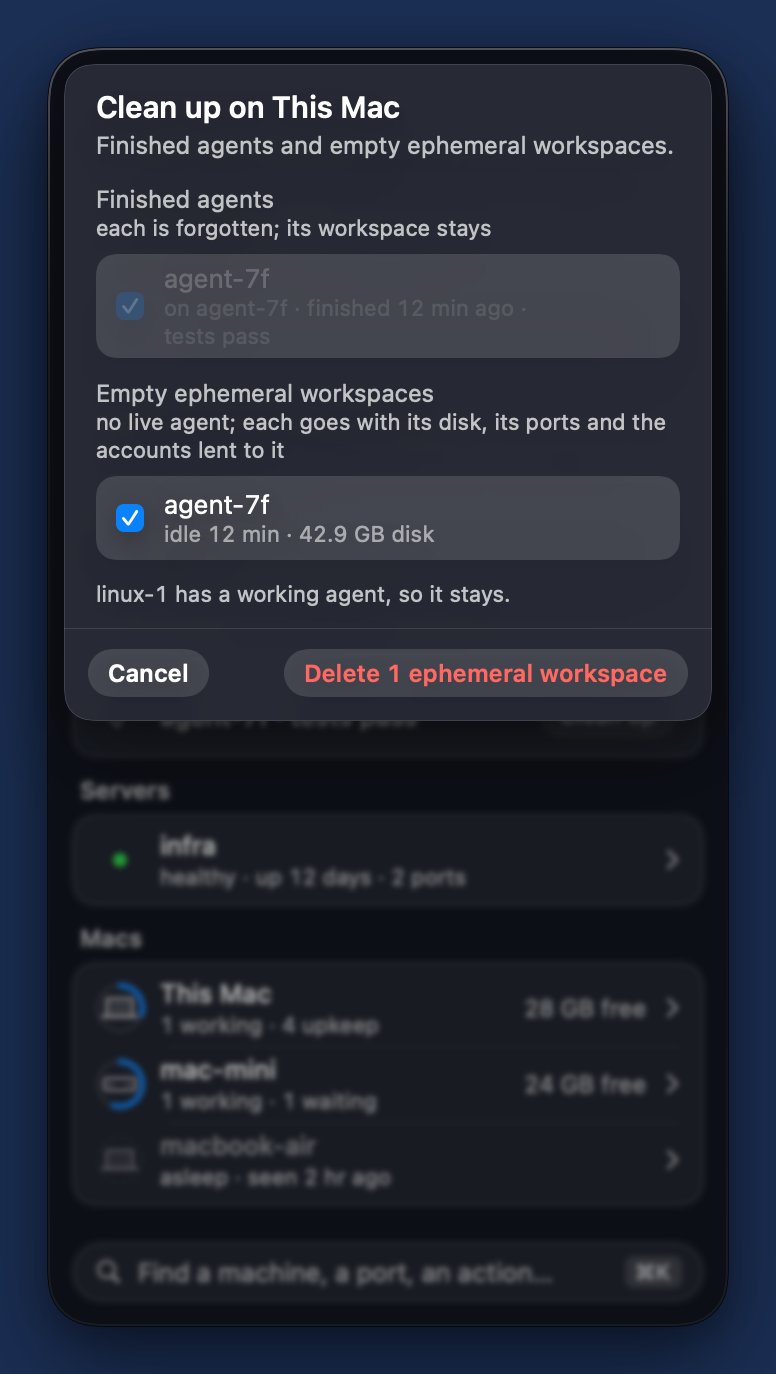 Clean up on This Mac
Finished agents and empty ephemeral workspaces.
Finished agents
each is forgotten; its workspace stays
agent-7f
on agent-7f · finished 12 min ago ·
tests pass
Empty ephemeral workspaces
no live agent; each goes with its disk, its ports and the
accounts lent to it
agent-7f
idle 12 min · 42.9 GB disk
linux-1 has a working agent, so it stays.
Cancel
Delete 1 ephemeral workspace
agent-7f · tests pass
Servers
infra
healthy · up 12 days · 2 ports
Macs
This Mac
28 GB free
1 working · 4 upkeep
mac-mini
24 GB free
1 working · 1 waiting
macbook-air
asleep · seen 2 hr ago
Find a machine, a port, an action...
⌘K